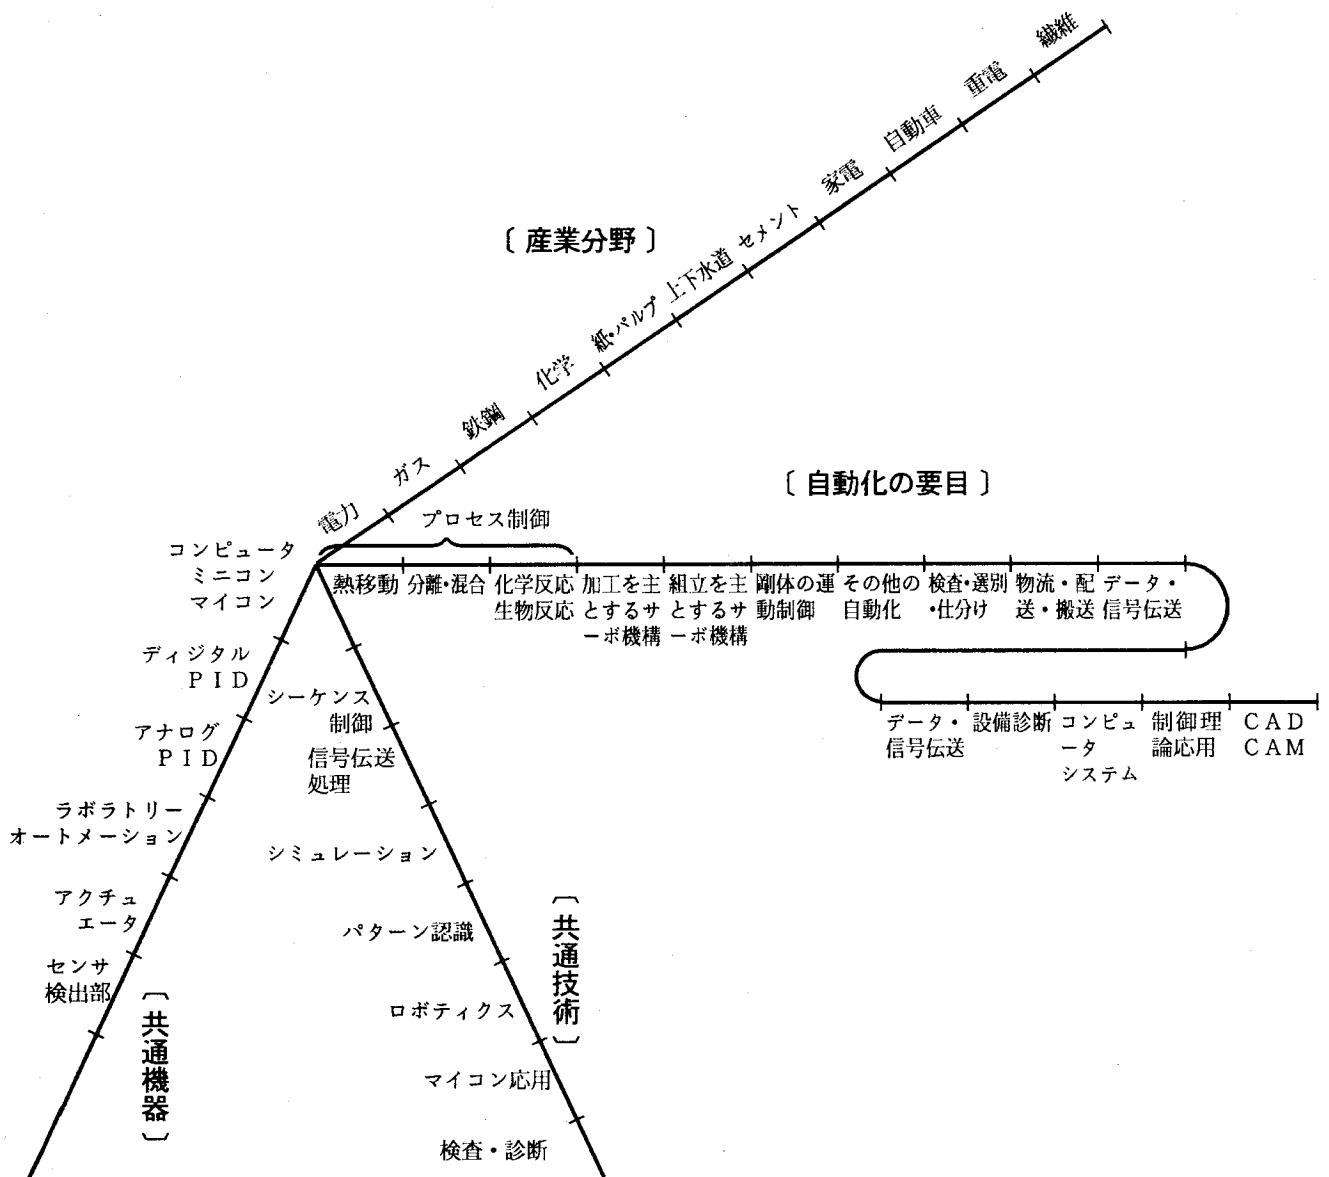 〔 産業分野 〕
電力
ガス
鉄鋼
化学
紙・パルプ
上下水道
セメント
家電
自動車
重電
繊維
〔 自動化の要目 〕
プロセス制御
熱移動
分離・混合
化学反応
生物反応
加工を主
とするサ
ーボ機構
組立を主
とするサ
ーボ機構
剛体の運
動制御
その他の
自動化
検査・選別
・仕分け
物流・配
送・搬送
データ・
信号伝送
データ・
信号伝送
設備診断
コンピュ
ータ
システム
制御理
論応用
CAD
CAM
コンピュータ
ミニコン
マイコン
ディジタル
PID
アナログ
PID
ラボラトリー
オートメーション
アクチュ
エータ
センサ
検出部
〔共通機器〕
シーケンス
制御
信号伝送
処理
シミュレーション
パターン認識
ロボティクス
マイコン応用
検査・診断
〔共通技術〕